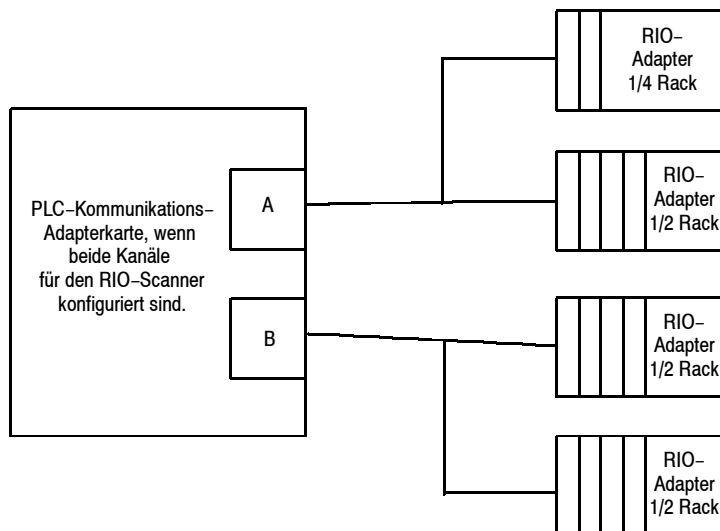 PLC–Kommunikations–
Adapterkarte, wenn
beide Kanäle
für den RIO–Scanner
konfiguriert sind.
A
B
RIO–
Adapter
1/4 Rack
RIO–
Adapter
1/2 Rack
RIO–
Adapter
1/2 Rack
RIO–
Adapter
1/2 Rack